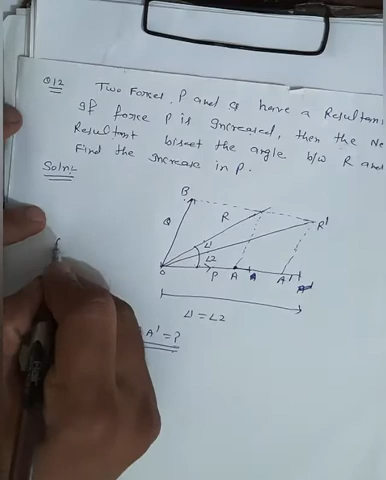 Q12 Two Forces, P and Q have a Resultant
If force P is Increased, then the Ne
Resultant bisect the angle b/w R and
Find the Increase in P.
Soln:-
B
Q R R'
∠1
∠2
O P A A A'
∠1 = ∠2
A' = ?